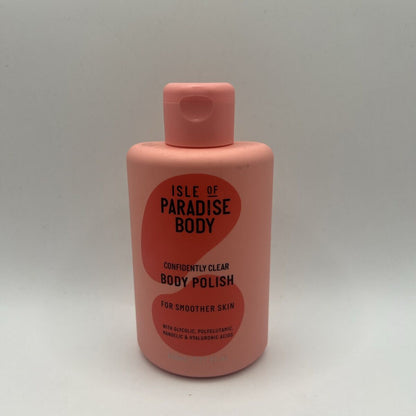 ISLE OF
PARADISE
BODY
CONFIDENTLY CLEAR
BODY POLISH
FOR SMOOTHER SKIN
WITH GLYCOLIC, POLYGLUTAMIC,
MANDELIC & HYALURONIC ACIDS